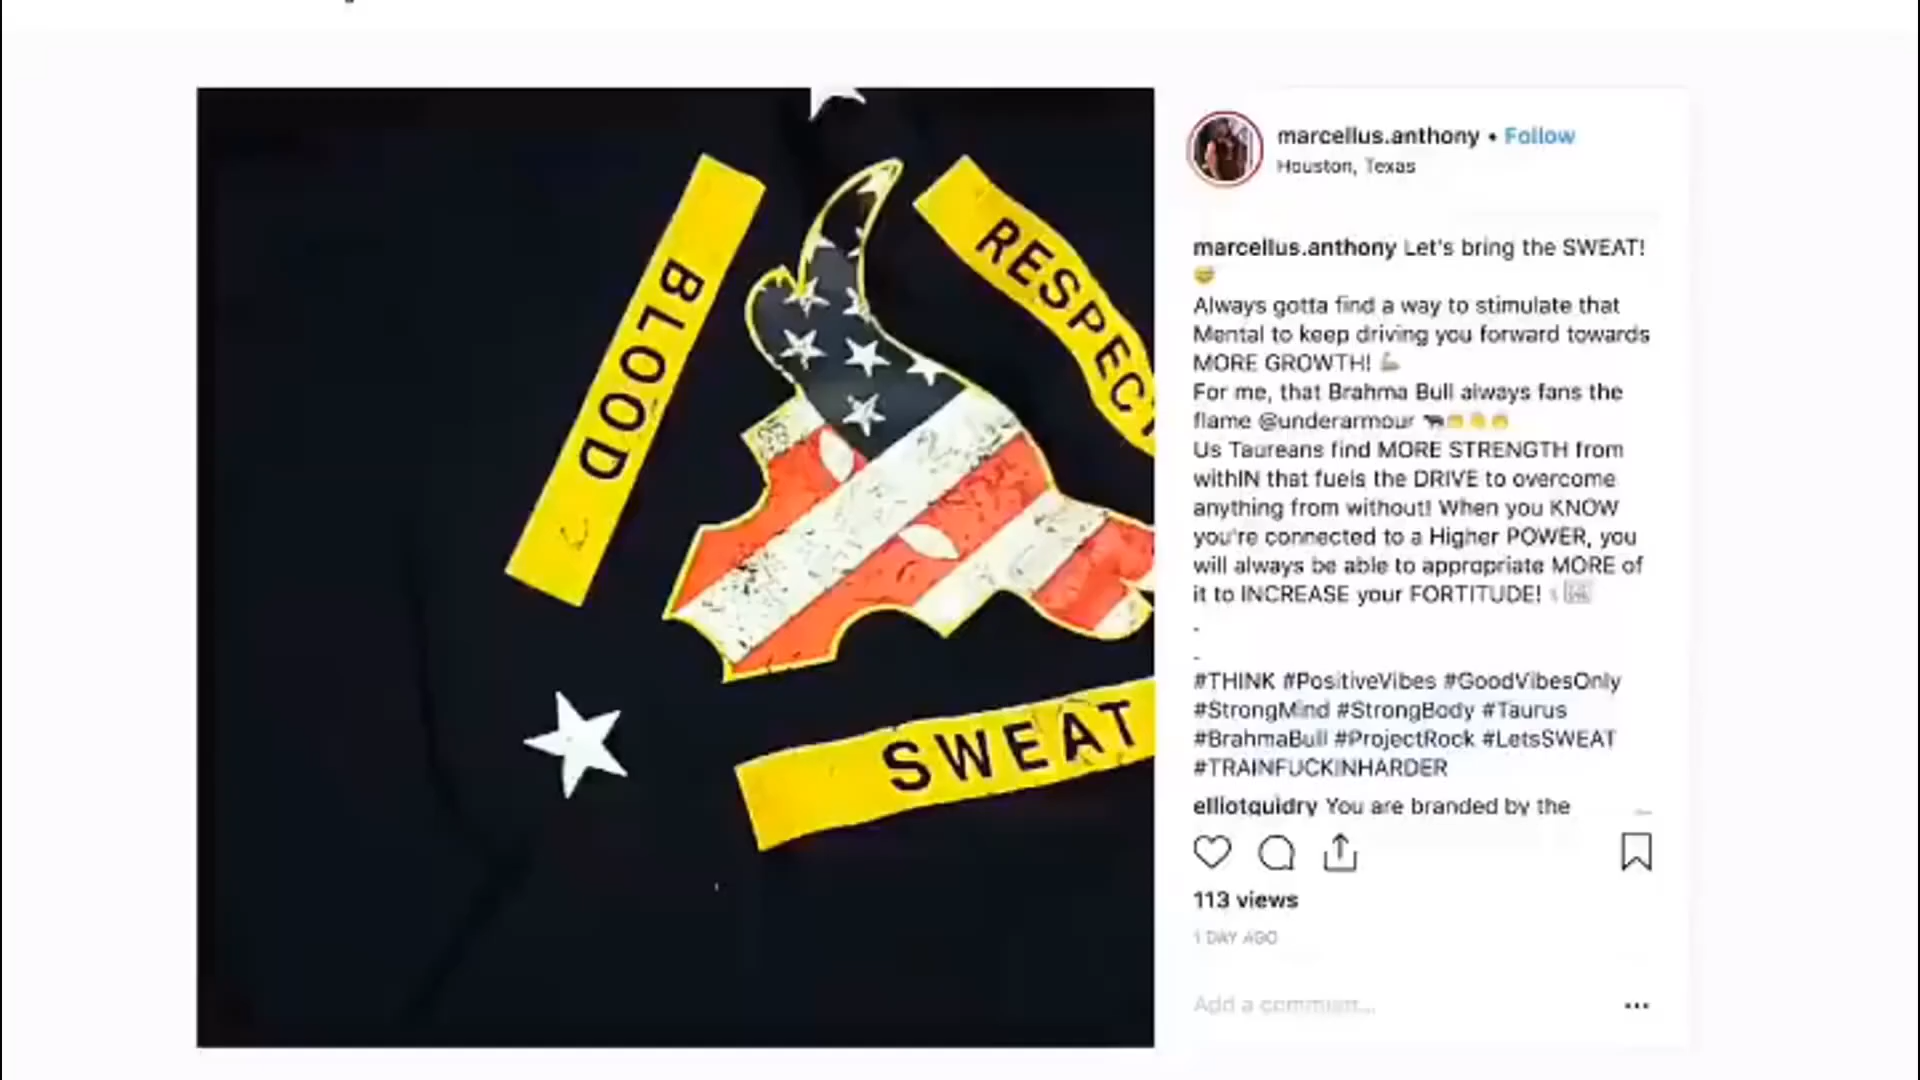 BLOOD
RESPECT
SWEAT
marcellus.anthony • Follow
Houston, Texas
marcellus.anthony Let's bring the SWEAT!
😅
Always gotta find a way to stimulate that
Mental to keep driving you forward towards
MORE GROWTH! 💪
For me, that Brahma Bull always fans the
flame @underarmour 🐂👊👊👊
Us Taureans find MORE STRENGTH from
withIN that fuels the DRIVE to overcome
anything from without! When you KNOW
you're connected to a Higher POWER, you
will always be able to appropriate MORE of
it to INCREASE your FORTITUDE!
-
-
#THINK #PositiveVibes #GoodVibesOnly
#StrongMind #StrongBody #Taurus
#BrahmaBull #ProjectRock #LetsSWEAT
#TRAINFUCKINHARDER
elliotguidry You are branded by the
113 views
1 DAY AGO
Add a comment...